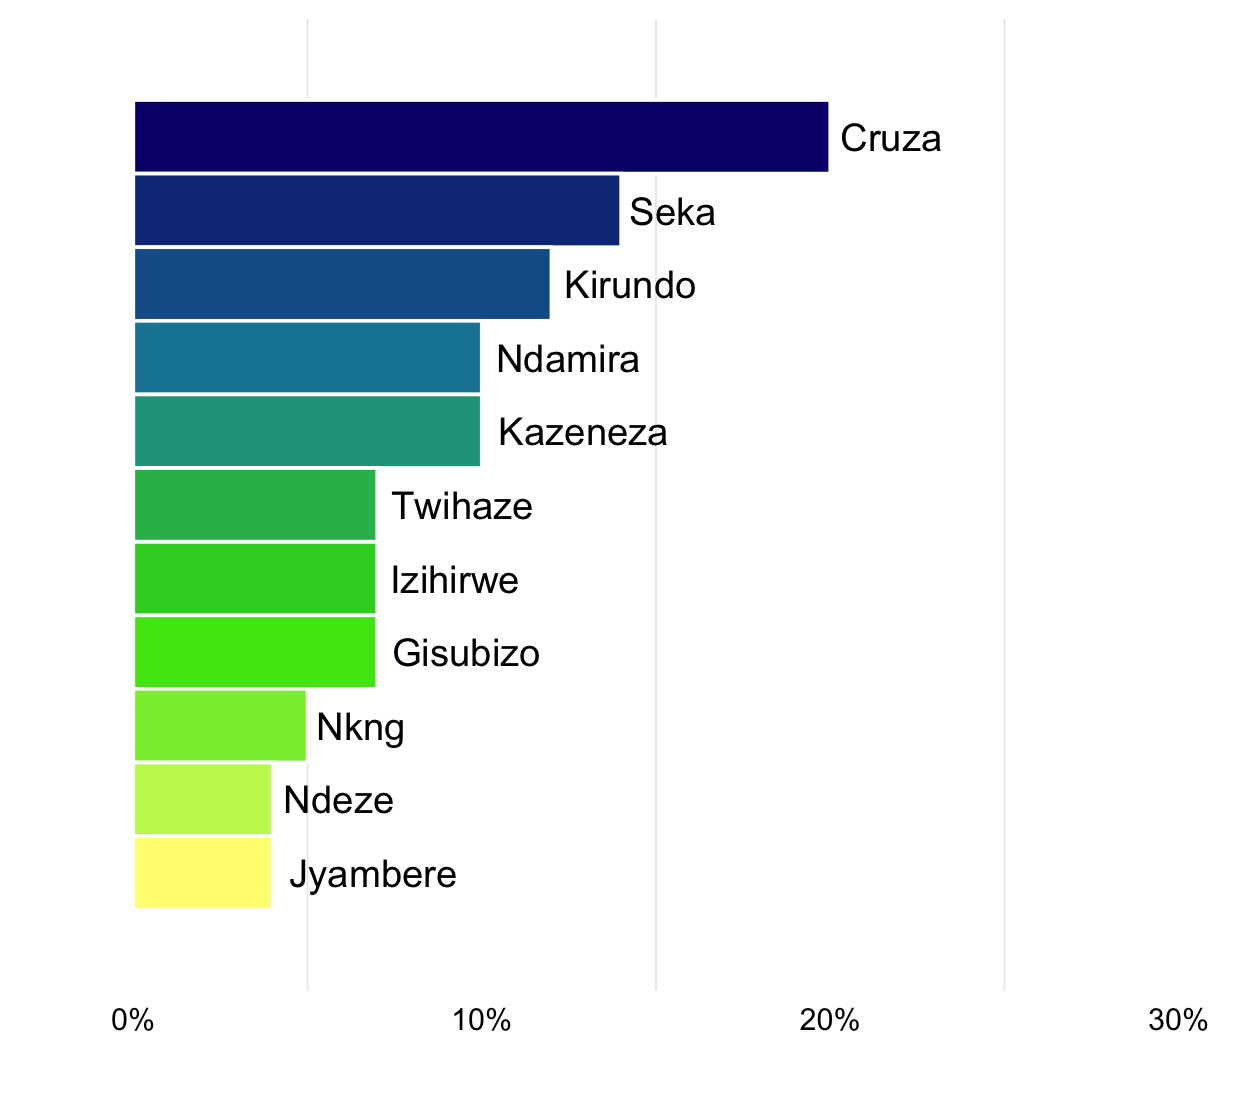 Cruza
Seka
Kirundo
Ndamira
Kazeneza
Twihaze
Izihirwe
Gisubizo
Nkng
Ndeze
Jyambere
0% 10% 20% 30%